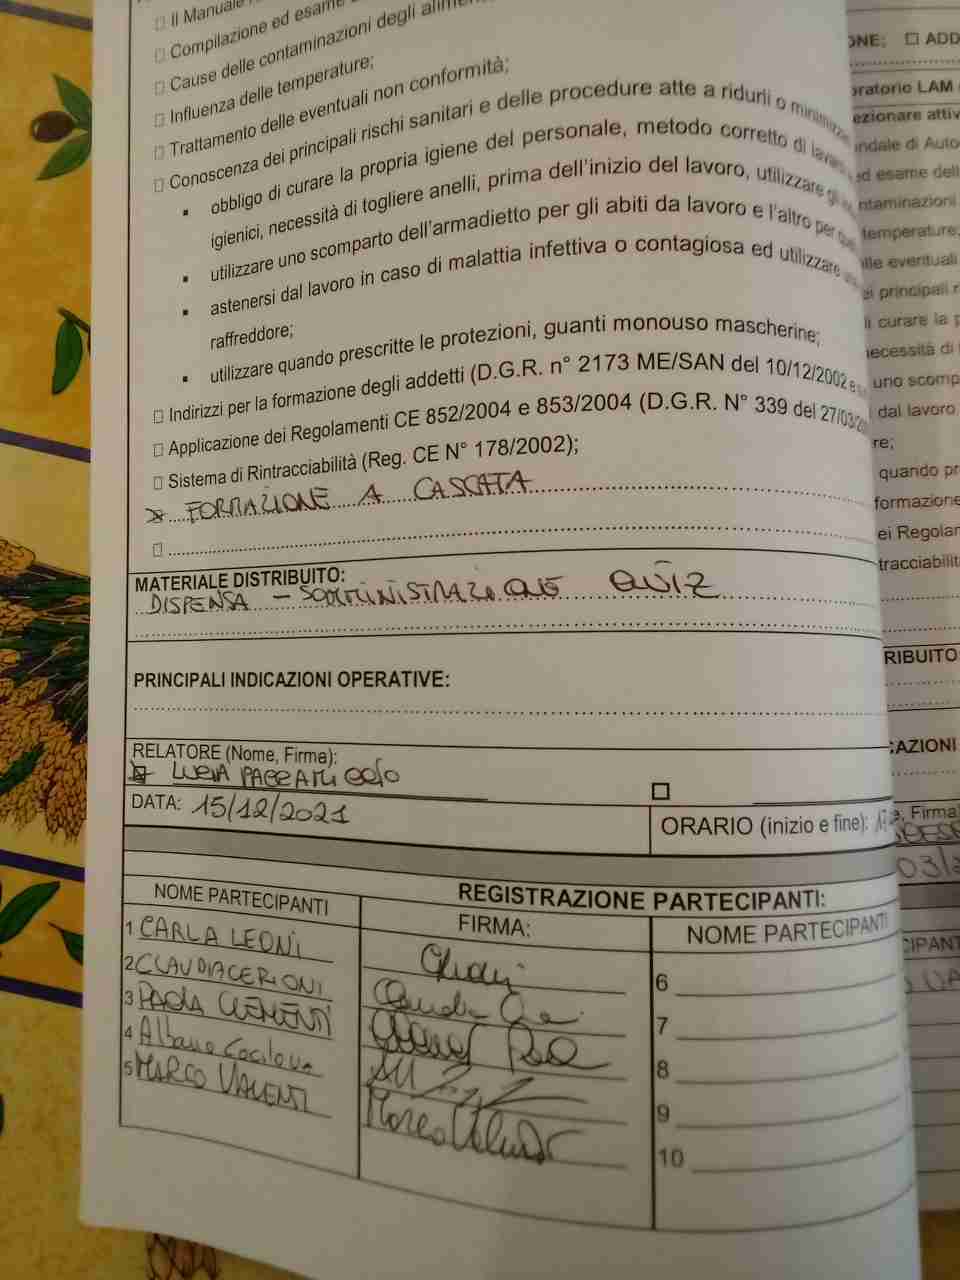 □ Il Manuale
□ Compilazione ed esame
□ Cause delle contaminazioni degli
□ Influenza delle temperature;
□ Trattamento delle eventuali non conformità;
□ Conoscenza dei principali rischi sanitari e delle procedure atte a ridurli o
▪ obbligo di curare la propria igiene del personale, metodo corretto di
igienici, necessità di togliere anelli, prima dell'inizio del lavoro, utilizzare
▪ utilizzare uno scomparto dell'armadietto per gli abiti da lavoro e l'altro per
▪ astenersi dal lavoro in caso di malattia infettiva o contagiosa ed utilizzare
raffreddore;
▪ utilizzare quando prescritte le protezioni, guanti monouso mascherine;
□ Indirizzi per la formazione degli addetti (D.G.R. n° 2173 ME/SAN del 10/12/2002
□ Applicazione dei Regolamenti CE 852/2004 e 853/2004 (D.G.R. N° 339 del 27/03/
□ Sistema di Rintracciabilità (Reg. CE N° 178/2002);
FORMAZIONE A CASCATA
□
MATERIALE DISTRIBUITO:
DISPENSA - SOMMINISTRAZIONE QUIZ
PRINCIPALI INDICAZIONI OPERATIVE:
RELATORE (Nome, Firma):
DATA: 15/12/2021
ORARIO (inizio e fine):
REGISTRAZIONE PARTECIPANTI:
NOME PARTECIPANTI FIRMA: NOME PARTECIPANTI
1 CARLA LEONI 6
2 CLAUDIA CERIONI 7
3 PAOLA CLEMENTI 8
4 Albano 9
5 MARCO VALENTI 10
ADD
oratorio LAM
ezionare attiv
ndale di Auto
ed esame dell
ntaminazioni
temperature;
lle eventuali
ei principali r
li curare la p
necessità di
uno scomp
dal lavoro
re;
quando pr
formazione
ei Regolar
tracciabilit
RIBUITO
CAZIONI
e, Firma
03/2
CIPANT